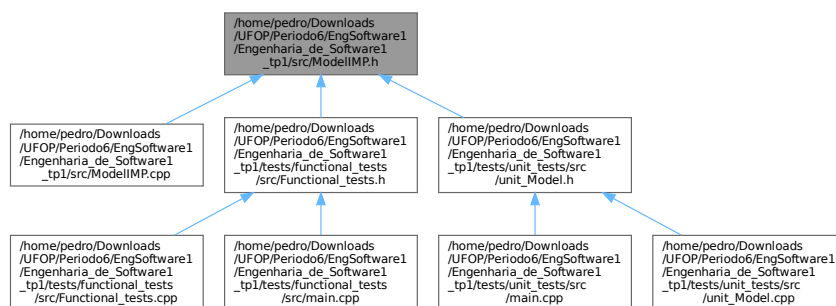 /home/pedro/Downloads
/UFOP/Periodo6/EngSoftware1
/Engenharia_de_Software1
_tp1/src/ModelIMP.h
/home/pedro/Downloads
/UFOP/Periodo6/EngSoftware1
/Engenharia_de_Software1
_tp1/src/ModelIMP.cpp
/home/pedro/Downloads
/UFOP/Periodo6/EngSoftware1
/Engenharia_de_Software1
_tp1/tests/functional_tests
/src/Functional_tests.h
/home/pedro/Downloads
/UFOP/Periodo6/EngSoftware1
/Engenharia_de_Software1
_tp1/tests/unit_tests/src
/unit_Model.h
/home/pedro/Downloads
/UFOP/Periodo6/EngSoftware1
/Engenharia_de_Software1
_tp1/tests/functional_tests
/src/Functional_tests.cpp
/home/pedro/Downloads
/UFOP/Periodo6/EngSoftware1
/Engenharia_de_Software1
_tp1/tests/functional_tests
/src/main.cpp
/home/pedro/Downloads
/UFOP/Periodo6/EngSoftware1
/Engenharia_de_Software1
_tp1/tests/unit_tests/src
/main.cpp
/home/pedro/Downloads
/UFOP/Periodo6/EngSoftware1
/Engenharia_de_Software1
_tp1/tests/unit_tests/src
/unit_Model.cpp